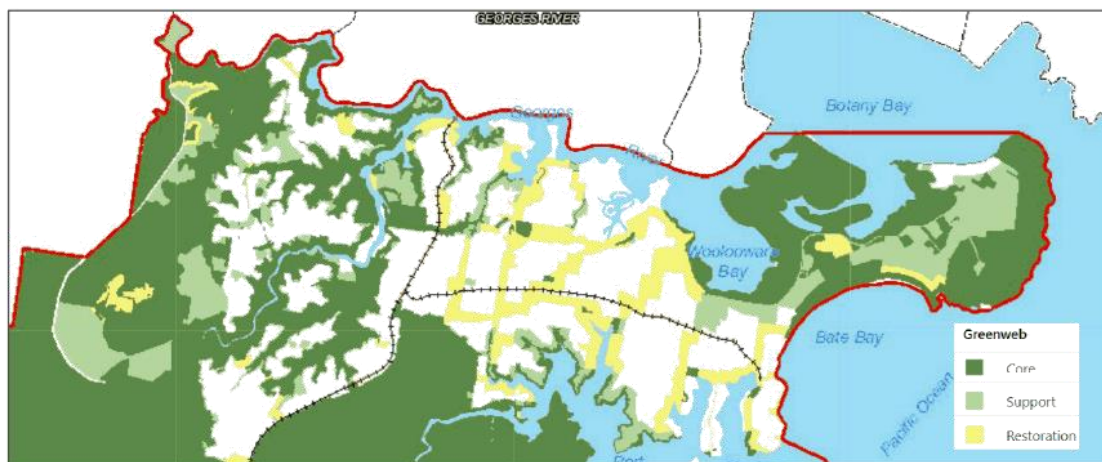 GEORGES RIVER
Botany Bay
Georges
River
Woolooware
Bay
Bate Bay
Pacific Ocean
Port
Greenweb
Core
Support
Restoration